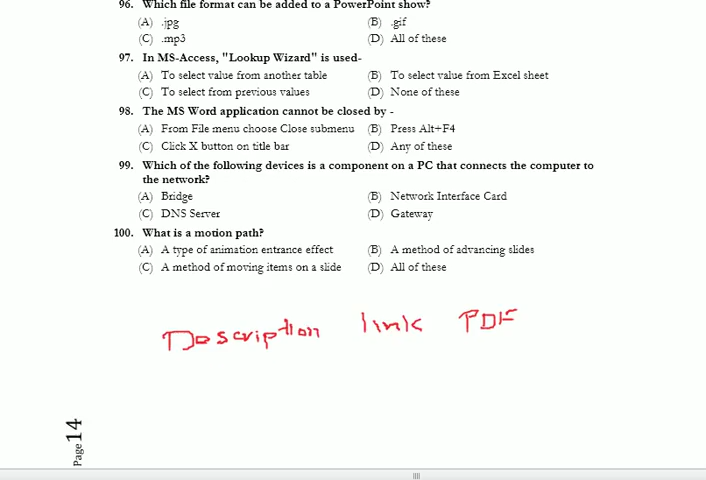 96. Which file format can be added to a PowerPoint show?
(A) .jpg (B) .gif
(C) .mp3 (D) All of these
97. In MS-Access, "Lookup Wizard" is used-
(A) To select value from another table (B) To select value from Excel sheet
(C) To select from previous values (D) None of these
98. The MS Word application cannot be closed by -
(A) From File menu choose Close submenu (B) Press Alt+F4
(C) Click X button on title bar (D) Any of these
99. Which of the following devices is a component on a PC that connects the computer to
the network?
(A) Bridge (B) Network Interface Card
(C) DNS Server (D) Gateway
100. What is a motion path?
(A) A type of animation entrance effect (B) A method of advancing slides
(C) A method of moving items on a slide (D) All of these
Description link PDF
Page 14